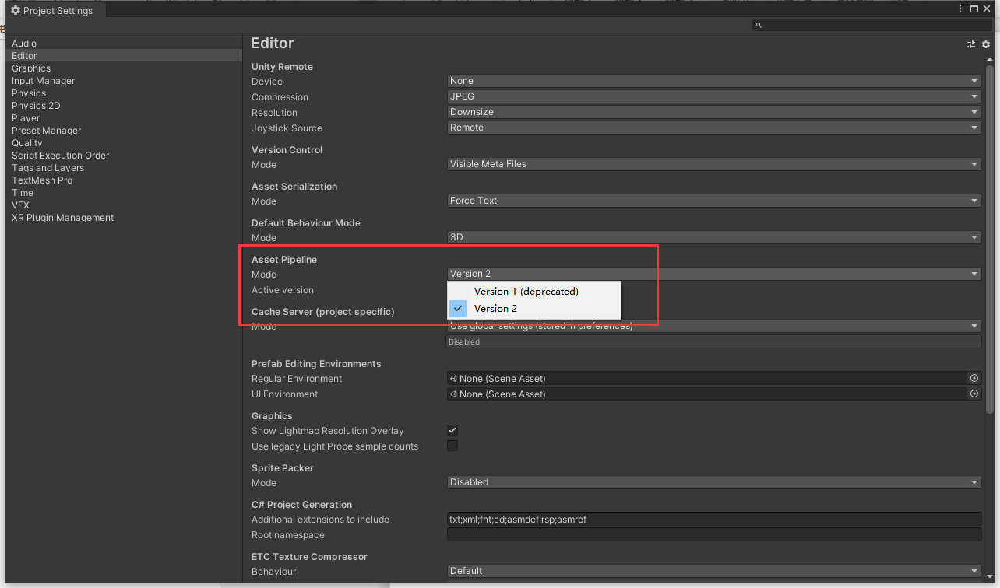 Project Settings
Audio
Editor
Graphics
Input Manager
Physics
Physics 2D
Player
Preset Manager
Quality
Script Execution Order
Tags and Layers
TextMesh Pro
Time
VFX
XR Plugin Management
Editor
Unity Remote
Device None
Compression JPEG
Resolution Downsize
Joystick Source Remote
Version Control
Mode Visible Meta Files
Asset Serialization
Mode Force Text
Default Behaviour Mode
Mode 3D
Asset Pipeline
Mode Version 2
Active version
Version 1 (deprecated)
Version 2
Cache Server (project specific)
Mode Use global settings (stored in preferences)
Disabled
Prefab Editing Environments
Regular Environment None (Scene Asset)
UI Environment None (Scene Asset)
Graphics
Show Lightmap Resolution Overlay
Use legacy Light Probe sample counts
Sprite Packer
Mode Disabled
C# Project Generation
Additional extensions to include txt;xml;fnt;cd;asmdef;rsp;asmref
Root namespace
ETC Texture Compressor
Behaviour Default